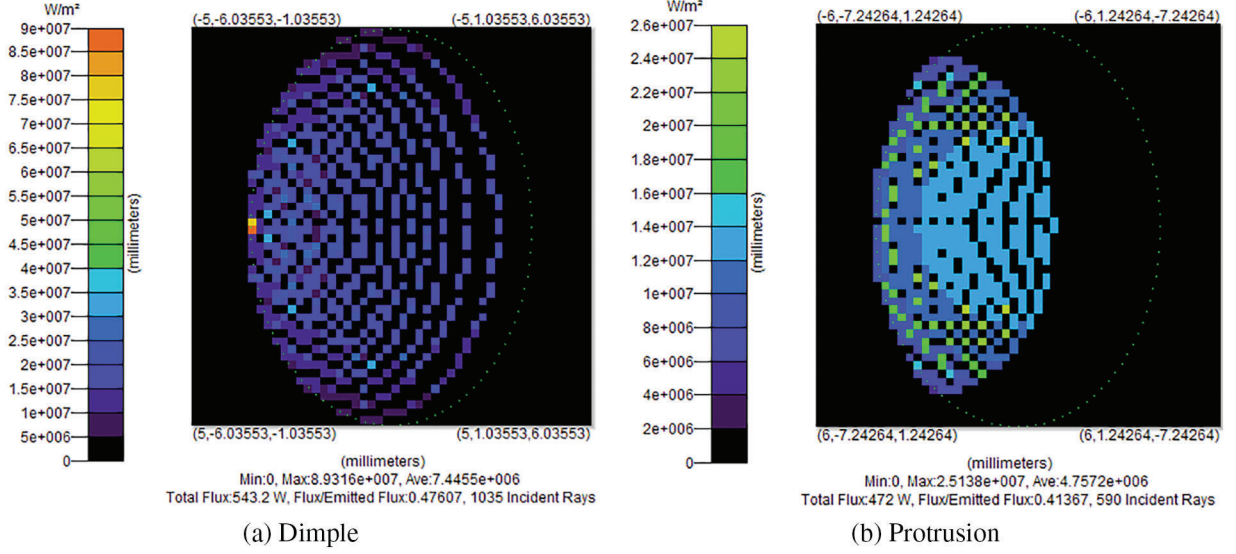 W/m²
9e+007
8.5e+007
8e+007
7.5e+007
7e+007
6.5e+007
6e+007
5.5e+007
5e+007
4.5e+007
4e+007
3.5e+007
3e+007
2.5e+007
2e+007
1.5e+007
1e+007
5e+006
0
(-5,-6.03553,-1.03553)
(-5,1.03553,6.03553)
(millimeters)
(5,-6.03553,-1.03553)
(5,1.03553,6.03553)
(millimeters)
Min:0, Max:8.9316e+007, Ave:7.4455e+006
Total Flux:543.2 W, Flux/Emitted Flux:0.47607, 1035 Incident Rays
(a) Dimple
W/m²
2.6e+007
2.4e+007
2.2e+007
2e+007
1.8e+007
1.6e+007
1.4e+007
1.2e+007
1e+007
8e+006
6e+006
4e+006
2e+006
0
(-6,-7.24264,1.24264)
(-6,1.24264,-7.24264)
(millimeters)
(6,-7.24264,1.24264)
(6,1.24264,-7.24264)
(millimeters)
Min:0, Max:2.5138e+007, Ave:4.7572e+006
Total Flux:472 W, Flux/Emitted Flux:0.41367, 590 Incident Rays
(b) Protrusion